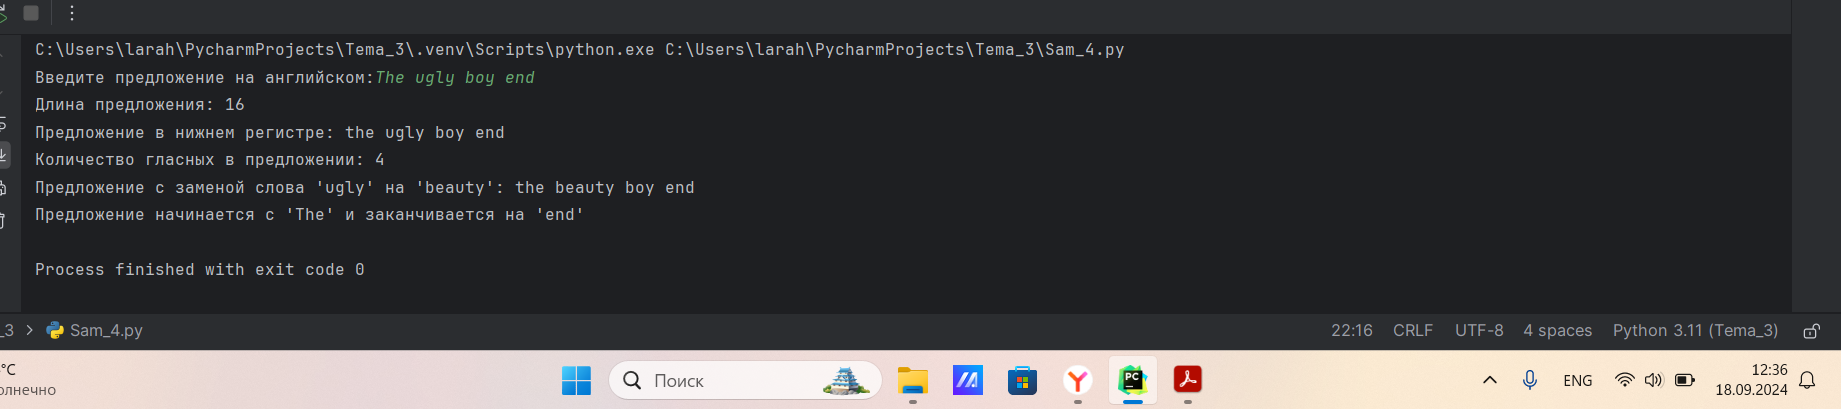 C:\Users\larah\PycharmProjects\Tema_3\.venv\Scripts\python.exe C:\Users\larah\PycharmProjects\Tema_3\Sam_4.py
Введите предложение на английском:The ugly boy end
Длина предложения: 16
Предложение в нижнем регистре: the ugly boy end
Количество гласных в предложении: 4
Предложение с заменой слова 'ugly' на 'beauty': the beauty boy end
Предложение начинается с 'The' и заканчивается на 'end'
Process finished with exit code 0
_3 > Sam_4.py 22:16 CRLF UTF-8 4 spaces Python 3.11 (Tema_3)
°C
олнечно
Поиск
PC
ENG
12:36
18.09.2024